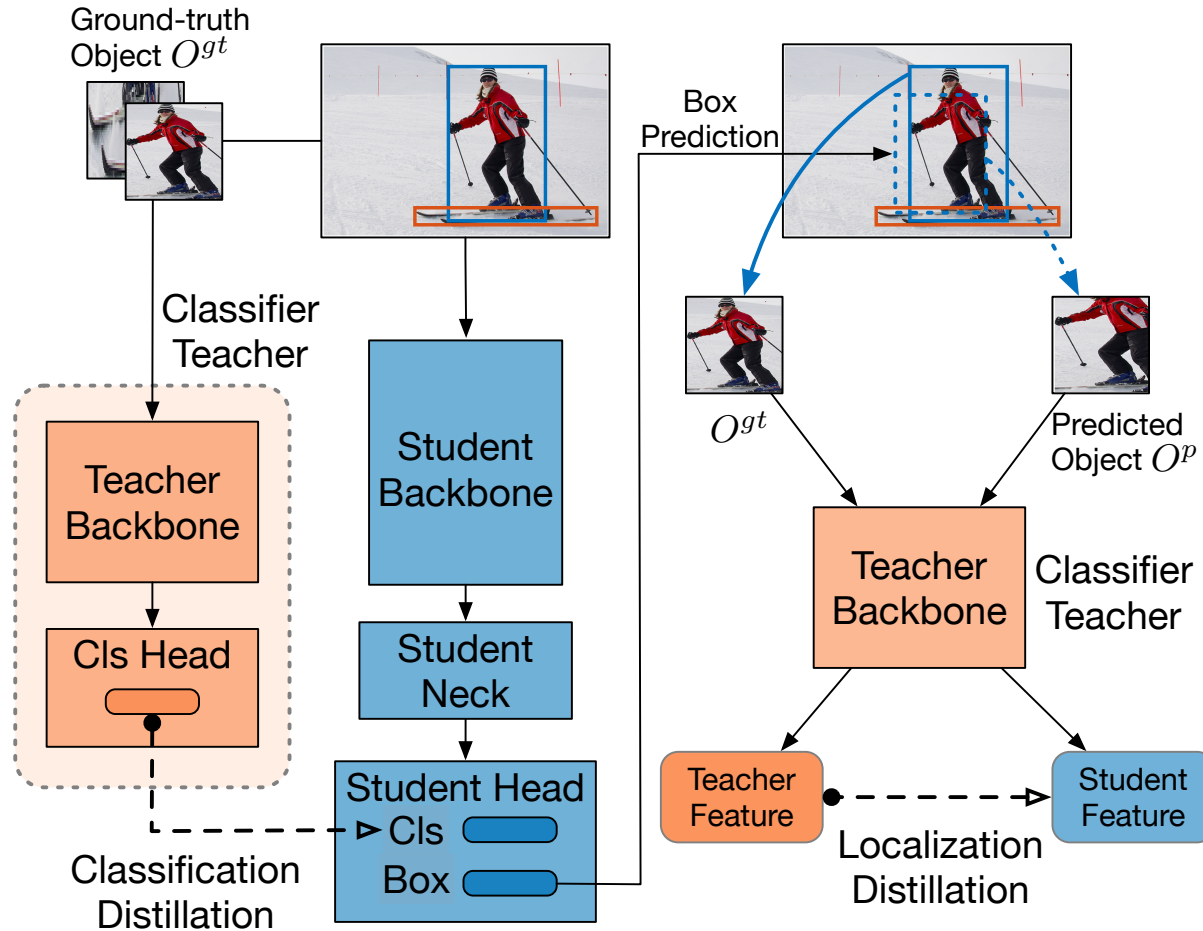 Ground-truth
Object O^{gt}
Box
Prediction
Classifier
Teacher
Teacher
Backbone
Cls Head
Classification
Distillation
Student
Backbone
Student
Neck
Student Head
Cls
Box
O^{gt}
Predicted
Object O^{p}
Teacher
Backbone
Classifier
Teacher
Teacher
Feature
Student
Feature
Localization
Distillation